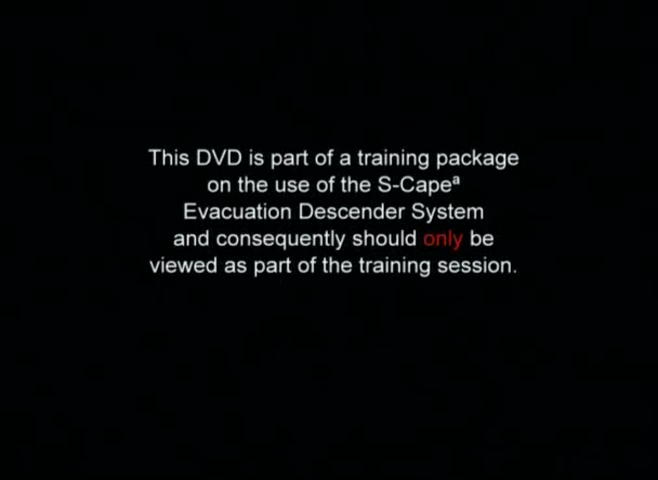 This DVD is part of a training package
on the use of the S-Capeª
Evacuation Descender System
and consequently should only be
viewed as part of the training session.